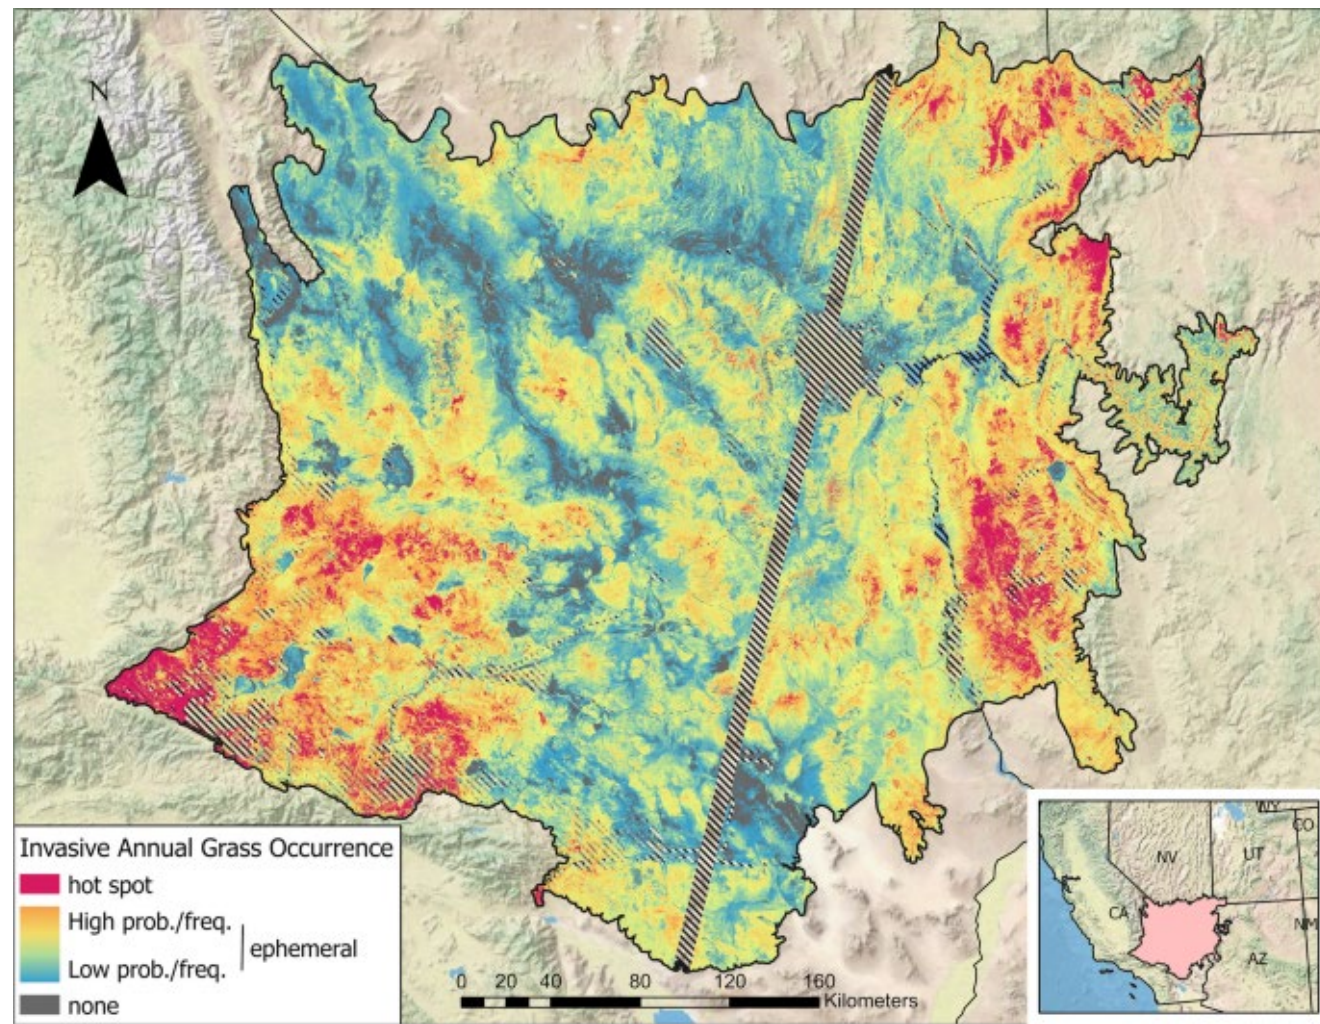 N
Invasive Annual Grass Occurrence
hot spot
High prob./freq.
ephemeral
Low prob./freq.
none
0 20 40 80 120 160
Kilometers
WY
CO
NV
UT
CA
NM
AZ